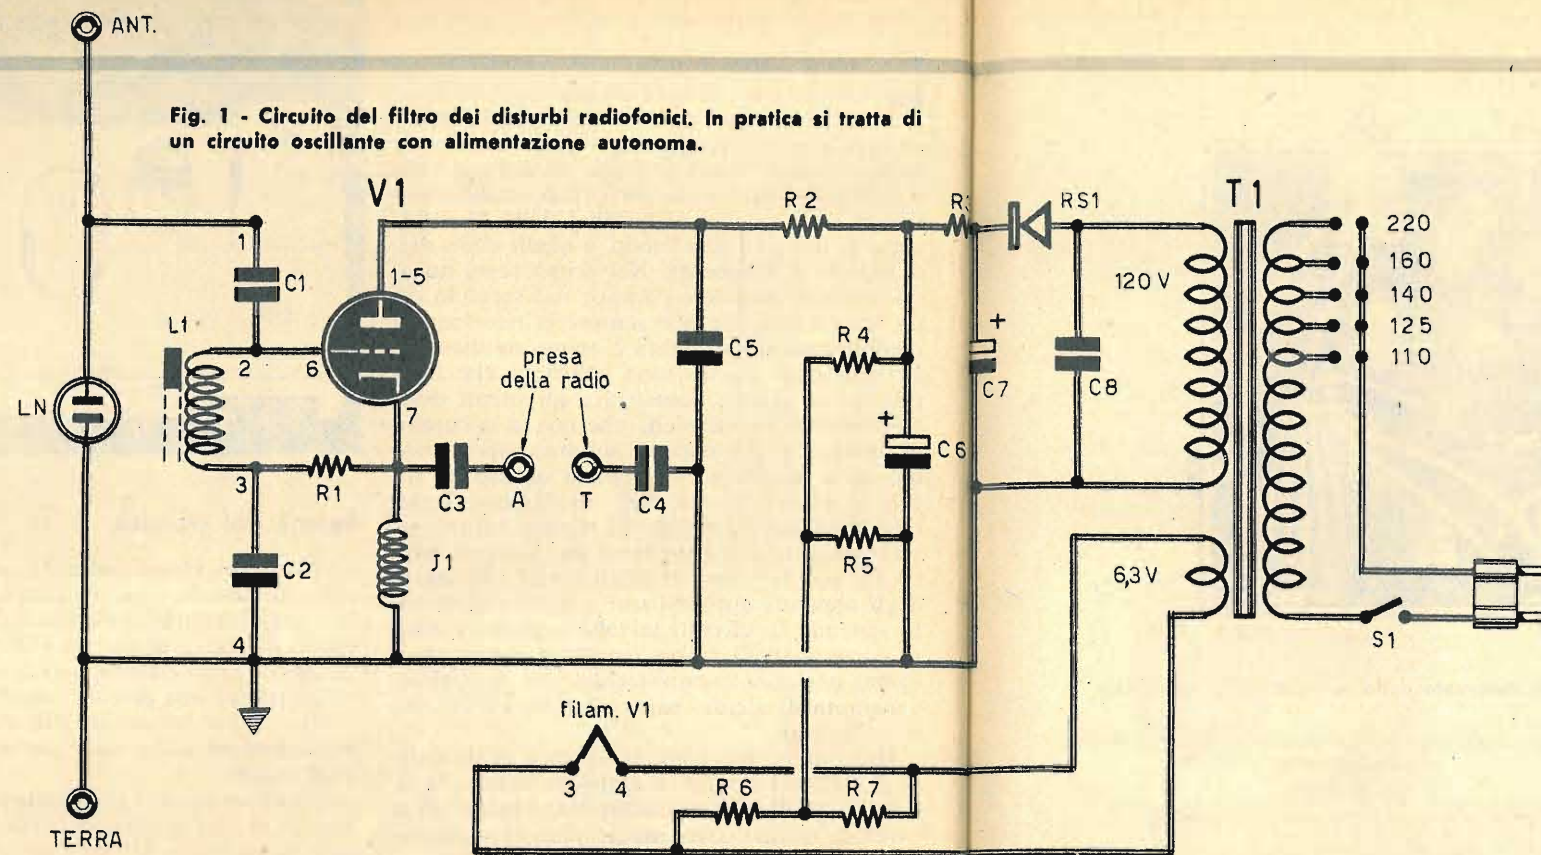 ANT.
Fig. 1 - Circuito del filtro dei disturbi radiofonici. In pratica si tratta di
un circuito oscillante con alimentazione autonoma.
V1
R2
RS1
T1
220
160
140
125
110
1
C1
1-5
120 V
L1
2
6
R4
C5
presa
della radio
+
C7
C8
LN
7
+
C6
3
R1
C3
A
T
C4
R5
C2
J1
6,3 V
4
S1
Filam. V1
3
4
R6
R7
TERRA